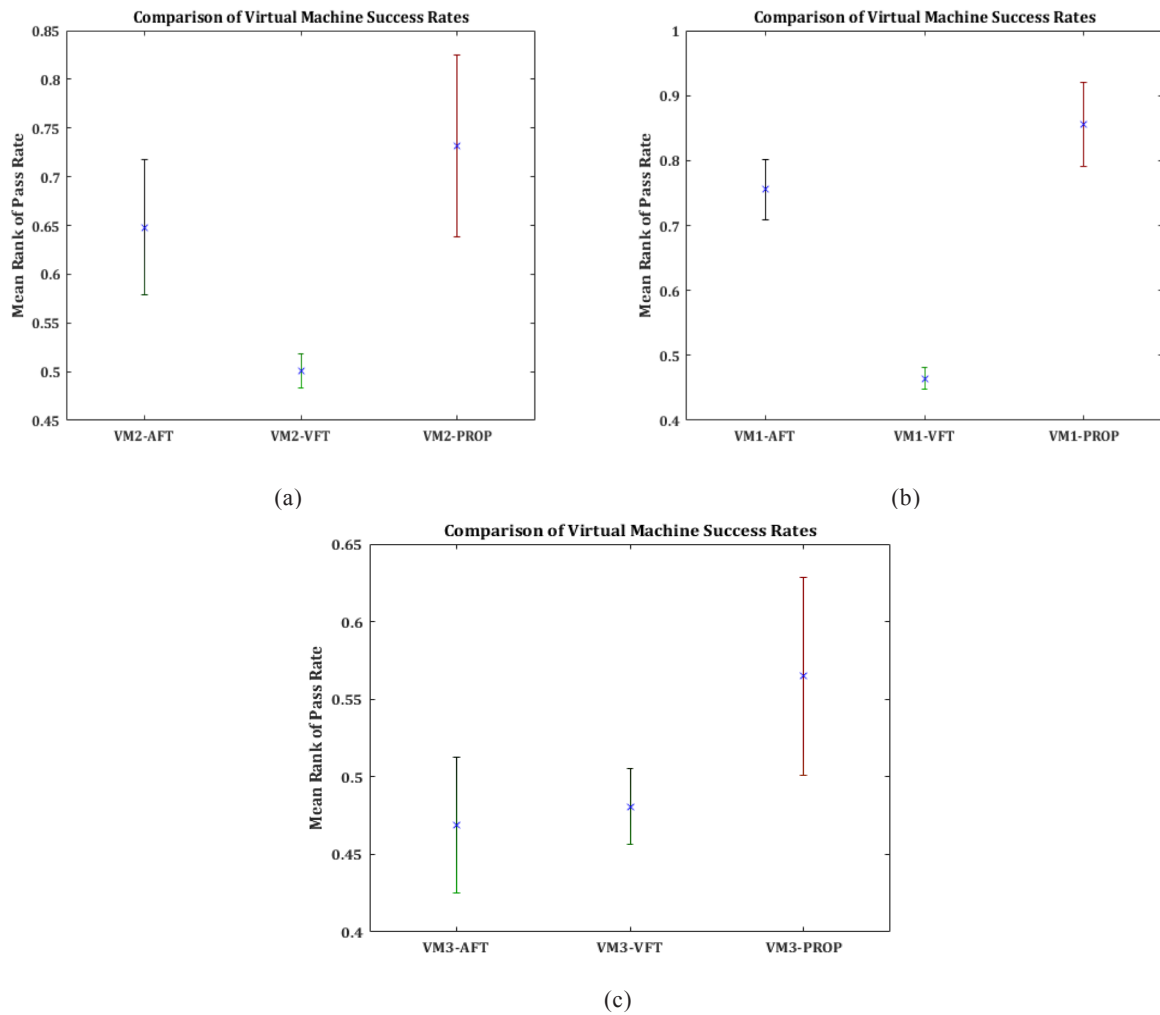 Comparison of Virtual Machine Success Rates
Mean Rank of Pass Rate
0.85
0.8
0.75
0.7
0.65
0.6
0.55
0.5
0.45
VM2-AFT VM2-VFT VM2-PROP
(a)
Comparison of Virtual Machine Success Rates
Mean Rank of Pass Rate
1
0.9
0.8
0.7
0.6
0.5
0.4
VM1-AFT VM1-VFT VM1-PROP
(b)
Comparison of Virtual Machine Success Rates
Mean Rank of Pass Rate
0.65
0.6
0.55
0.5
0.45
0.4
VM3-AFT VM3-VFT VM3-PROP
(c)